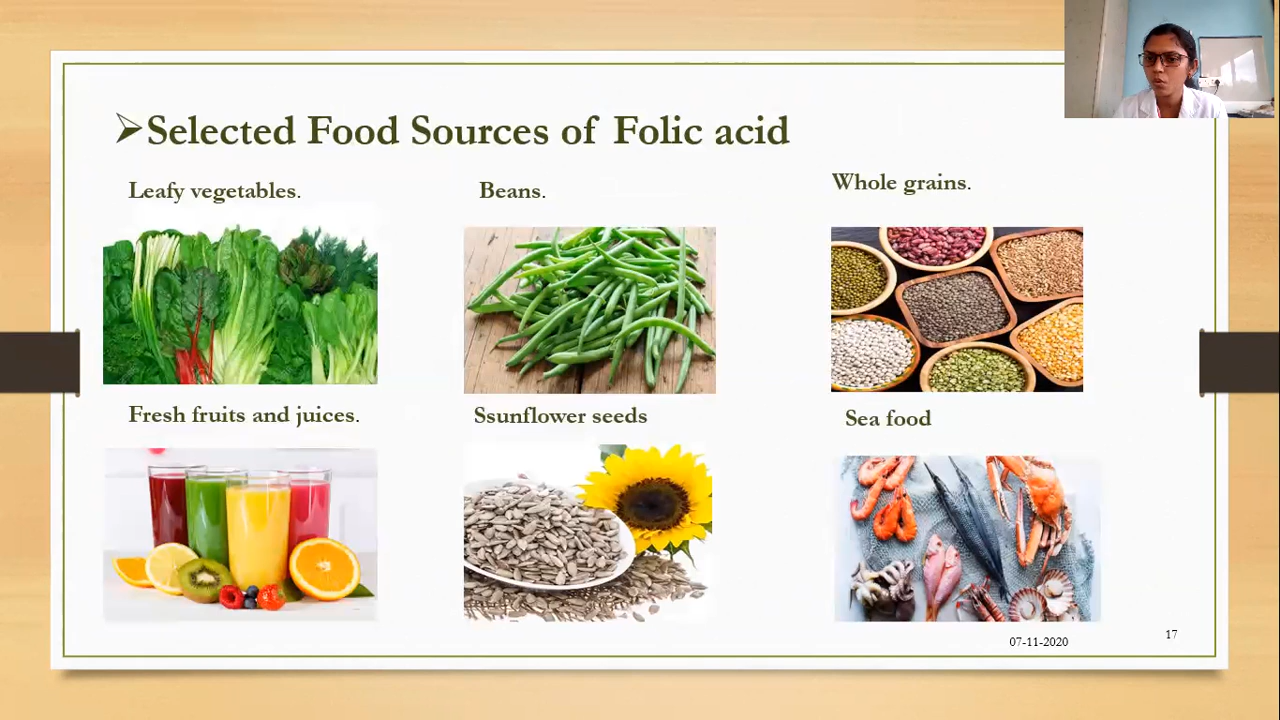 ➢Selected Food Sources of Folic acid
Leafy vegetables.
Beans.
Whole grains.
Fresh fruits and juices.
Ssunflower seeds
Sea food
07-11-2020
17